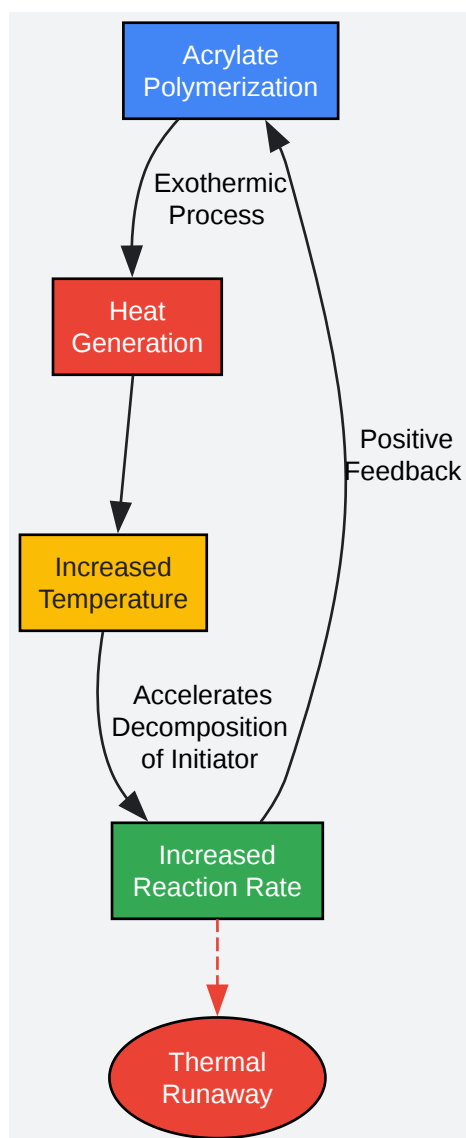 Acrylate
Polymerization
Exothermic
Process
Heat
Generation
Positive
Feedback
Increased
Temperature
Accelerates
Decomposition
of Initiator
Increased
Reaction Rate
Thermal
Runaway